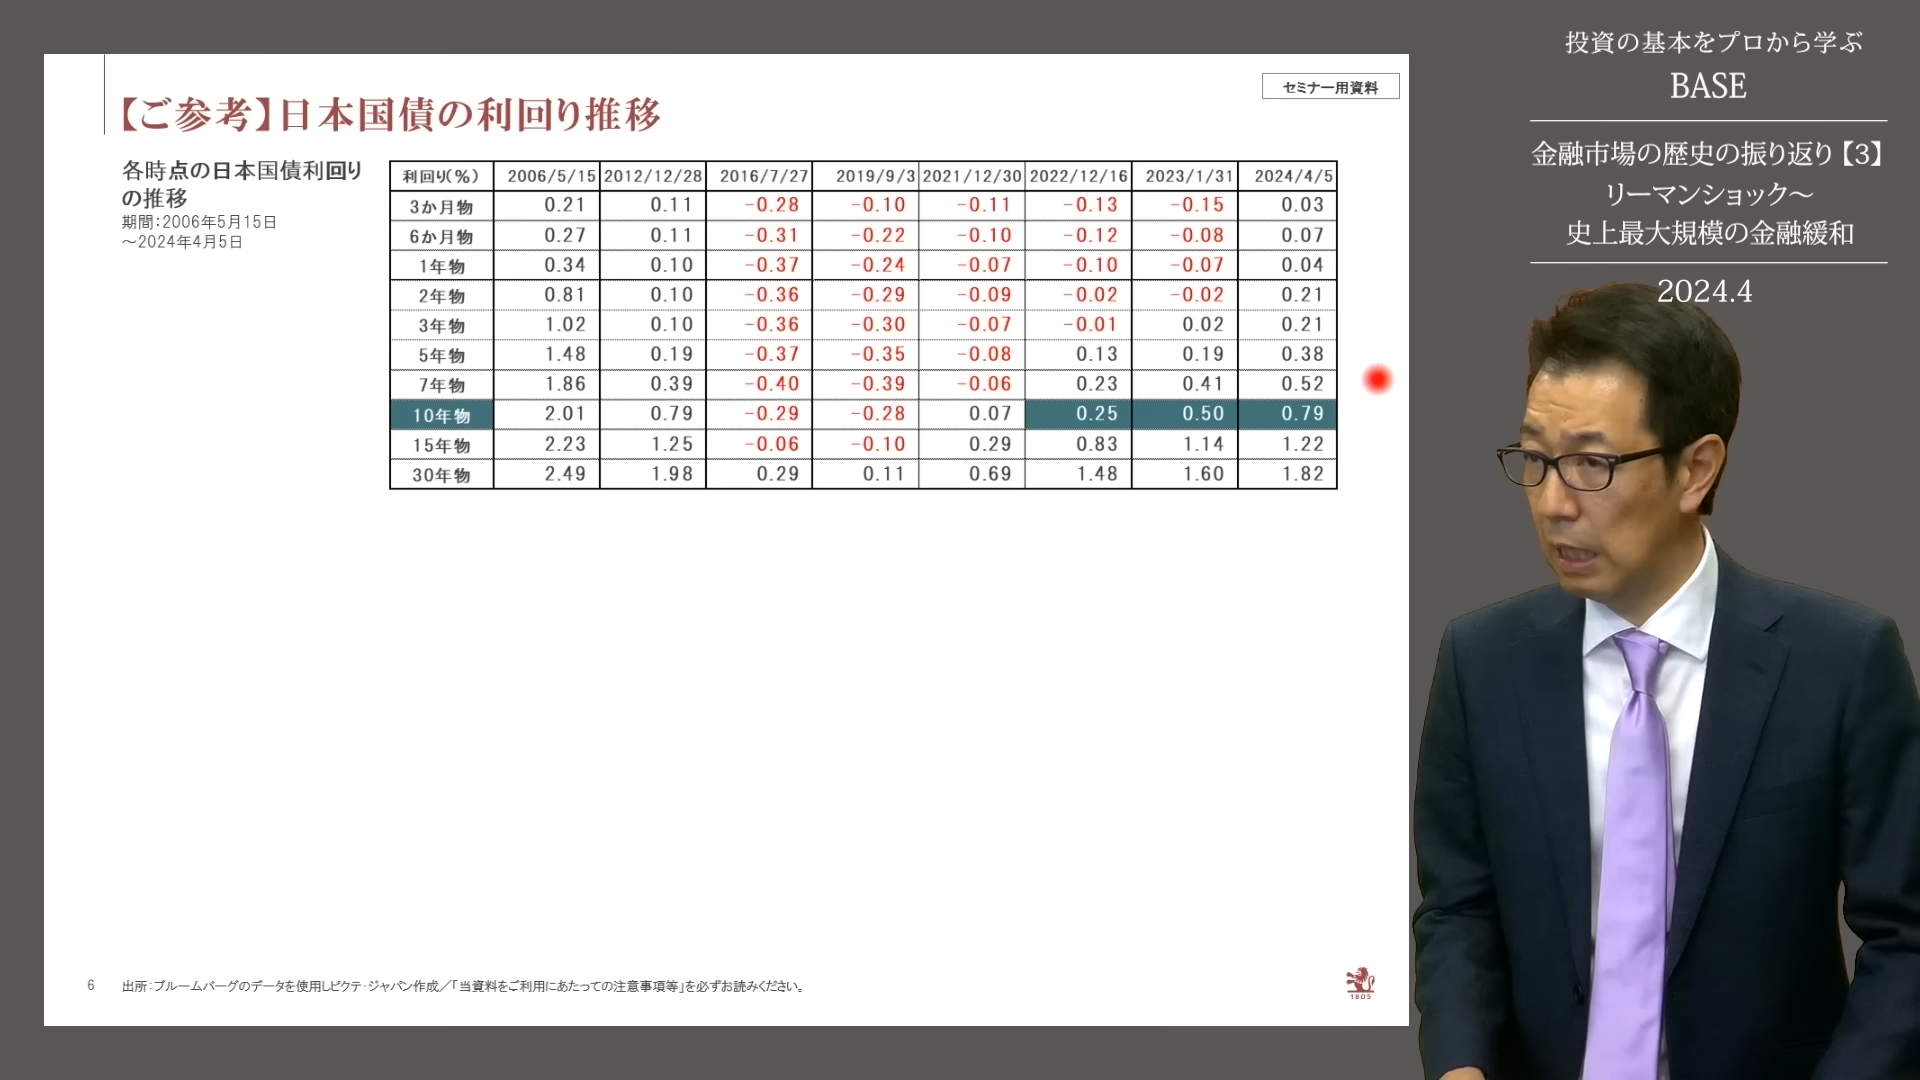 セミナー用資料
【ご参考】日本国債の利回り推移
各時点の日本国債利回り
の推移
期間：2006年5月15日
～2024年4月5日
利回り(％) 2006/5/15 2012/12/28 2016/7/27 2019/9/3 2021/12/30 2022/12/16 2023/1/31 2024/4/5
3か月物 0.21 0.11 -0.28 -0.10 -0.11 -0.13 -0.15 0.03
6か月物 0.27 0.11 -0.31 -0.22 -0.10 -0.12 -0.08 0.07
1年物 0.34 0.10 -0.37 -0.24 -0.07 -0.10 -0.07 0.04
2年物 0.81 0.10 -0.36 -0.29 -0.09 -0.02 -0.02 0.21
3年物 1.02 0.10 -0.36 -0.30 -0.07 -0.01 0.02 0.21
5年物 1.48 0.19 -0.37 -0.35 -0.08 0.13 0.19 0.38
7年物 1.86 0.39 -0.40 -0.39 -0.06 0.23 0.41 0.52
10年物 2.01 0.79 -0.29 -0.28 0.07 0.25 0.50 0.79
15年物 2.23 1.25 -0.06 -0.10 0.29 0.83 1.14 1.22
30年物 2.49 1.98 0.29 0.11 0.69 1.48 1.60 1.82
6 出所：ブルームバーグのデータを使用しピクテ・ジャパン作成／「当資料をご利用にあたっての注意事項等」を必ずお読みください。
1805
投資の基本をプロから学ぶ
BASE
金融市場の歴史の振り返り【3】
リーマンショック～
史上最大規模の金融緩和
2024.4